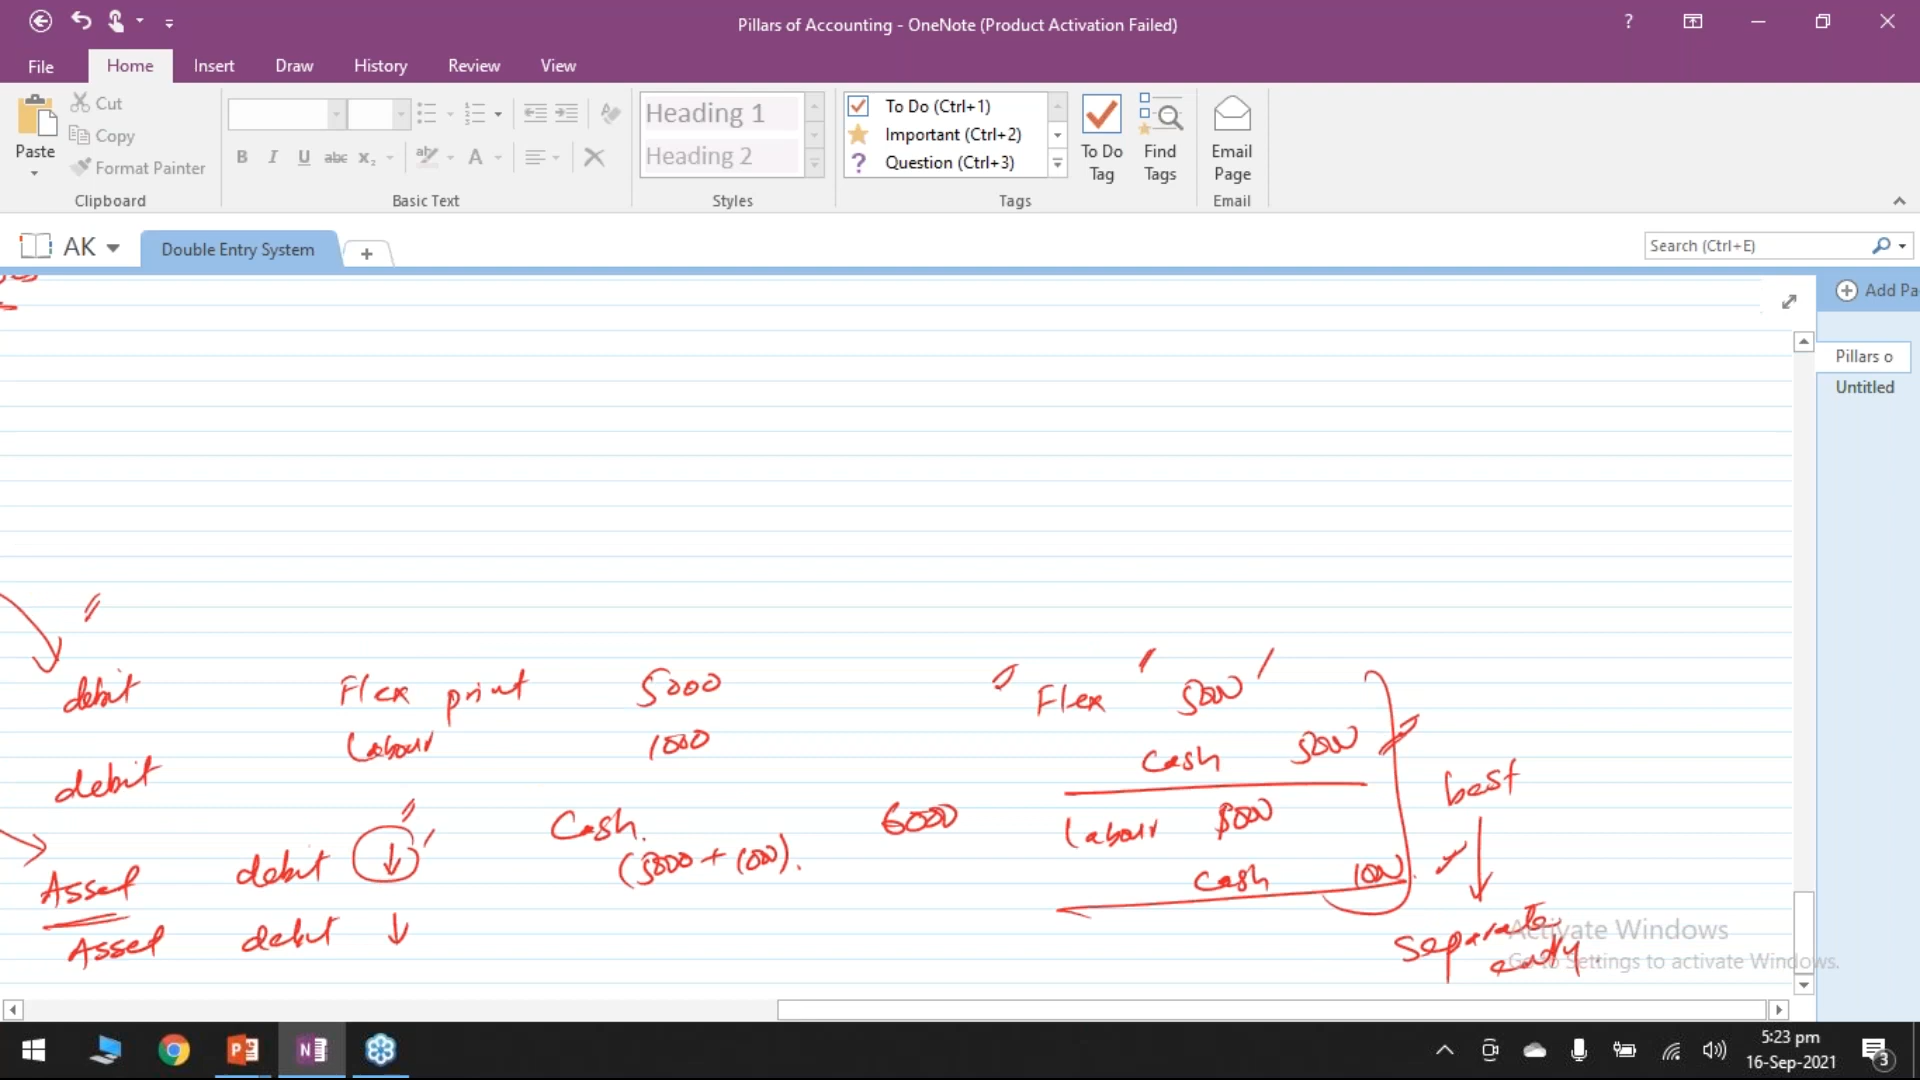 Pillars of Accounting - OneNote (Product Activation Failed)
?
File
Home
Insert
Draw
History
Review
View
Paste
Cut
Copy
Format Painter
Clipboard
B I U abc x₂ A
Basic Text
Heading 1
Heading 2
Styles
To Do (Ctrl+1)
Important (Ctrl+2)
Question (Ctrl+3)
Tags
To Do
Tag
Find
Tags
Email
Page
Email
AK
Double Entry System
+
Search (Ctrl+E)
Add Pa
Pillars o
Untitled
debit Flex print 5000
Labour 1000
debit
Cash. 6000
(5000 + 1000).
Asset debit ↓
Asset debit ↓
Flex 5000
Cash 5000
Labour
Cash 1000
best
↓
separate
entry.
Activate Windows
Go to Settings to activate Windows.
5:23 pm
16-Sep-2021
3